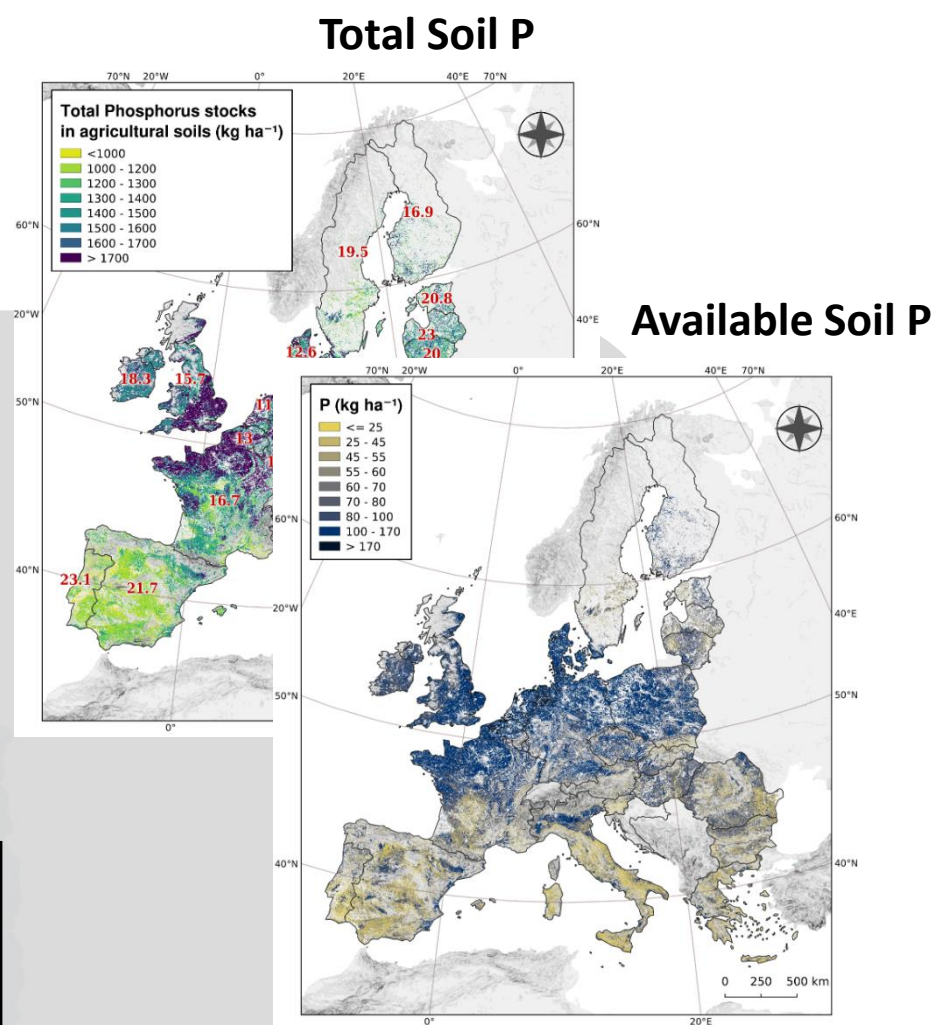 Total Soil P
70°N 20°W 0° 20°E 40°E 70°N
Total Phosphorus stocks
in agricultural soils (kg ha⁻¹)
<1000
1000 - 1200
1200 - 1300
1300 - 1400
1400 - 1500
1500 - 1600
1600 - 1700
> 1700
16.9
60°N 60°N
19.5
20.8
20°W 40°E
23
20
12.6
18.3 15.7
50°N
13
16.7
40°N
23.1 21.7
0°
Available Soil P
70°N 20°W 0° 20°E 40°E 70°N
P (kg ha⁻¹)
<= 25
25 - 45
45 - 55
55 - 60
60 - 70
70 - 80
80 - 100
100 - 170
> 170
60°N 60°N
20°W 40°E
50°N 50°N
40°N 40°N
0 250 500 km
0° 20°E